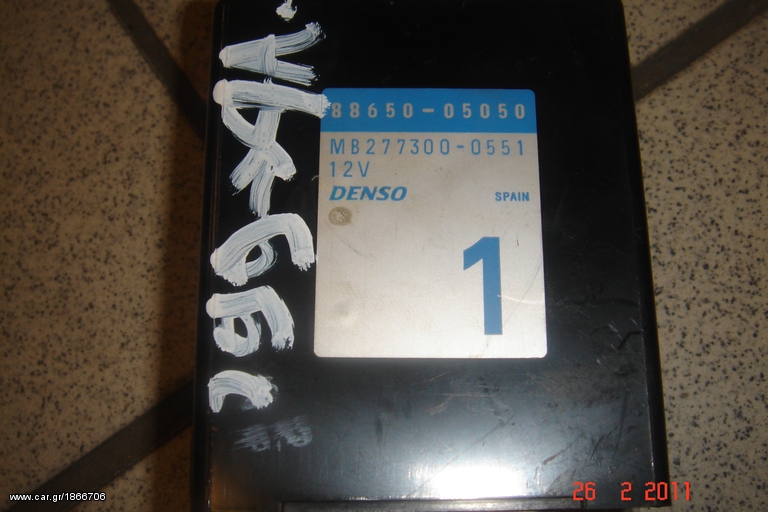 88650-05050
MB277300-0551
12V
DENSO SPAIN
1
www.car.gr/1866706
26 2 2011